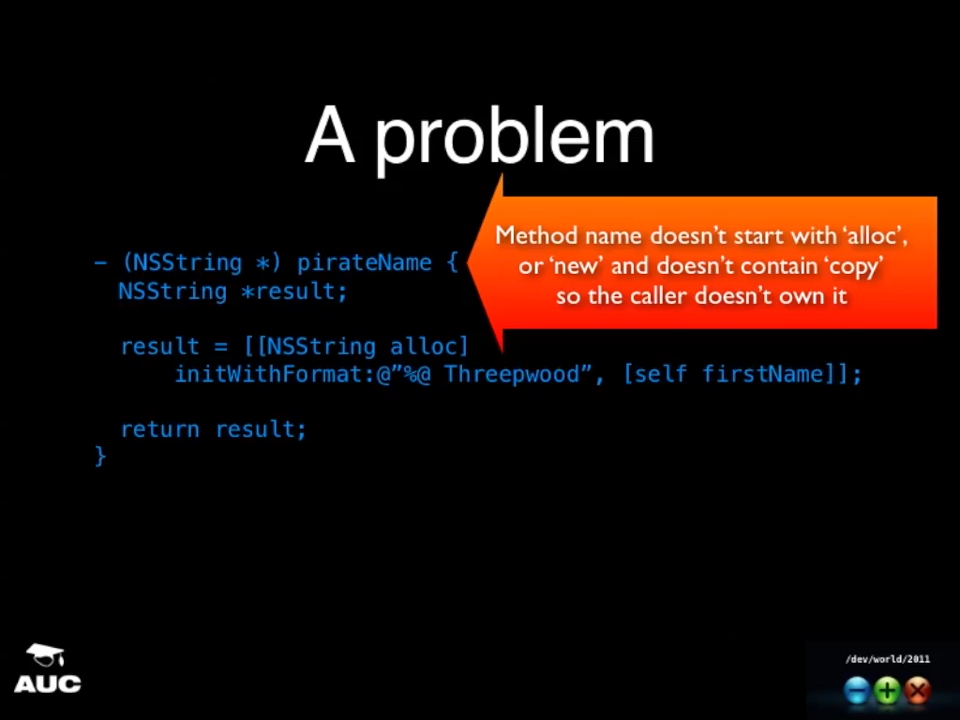 A problem
Method name doesn't start with ‘alloc’,
or ‘new’ and doesn't contain ‘copy’
so the caller doesn't own it
- (NSString *) pirateName {
NSString *result;
result = [[NSString alloc]
initWithFormat:@”%@ Threepwood”, [self firstName]];
return result;
}
AUC
/dev/world/2011